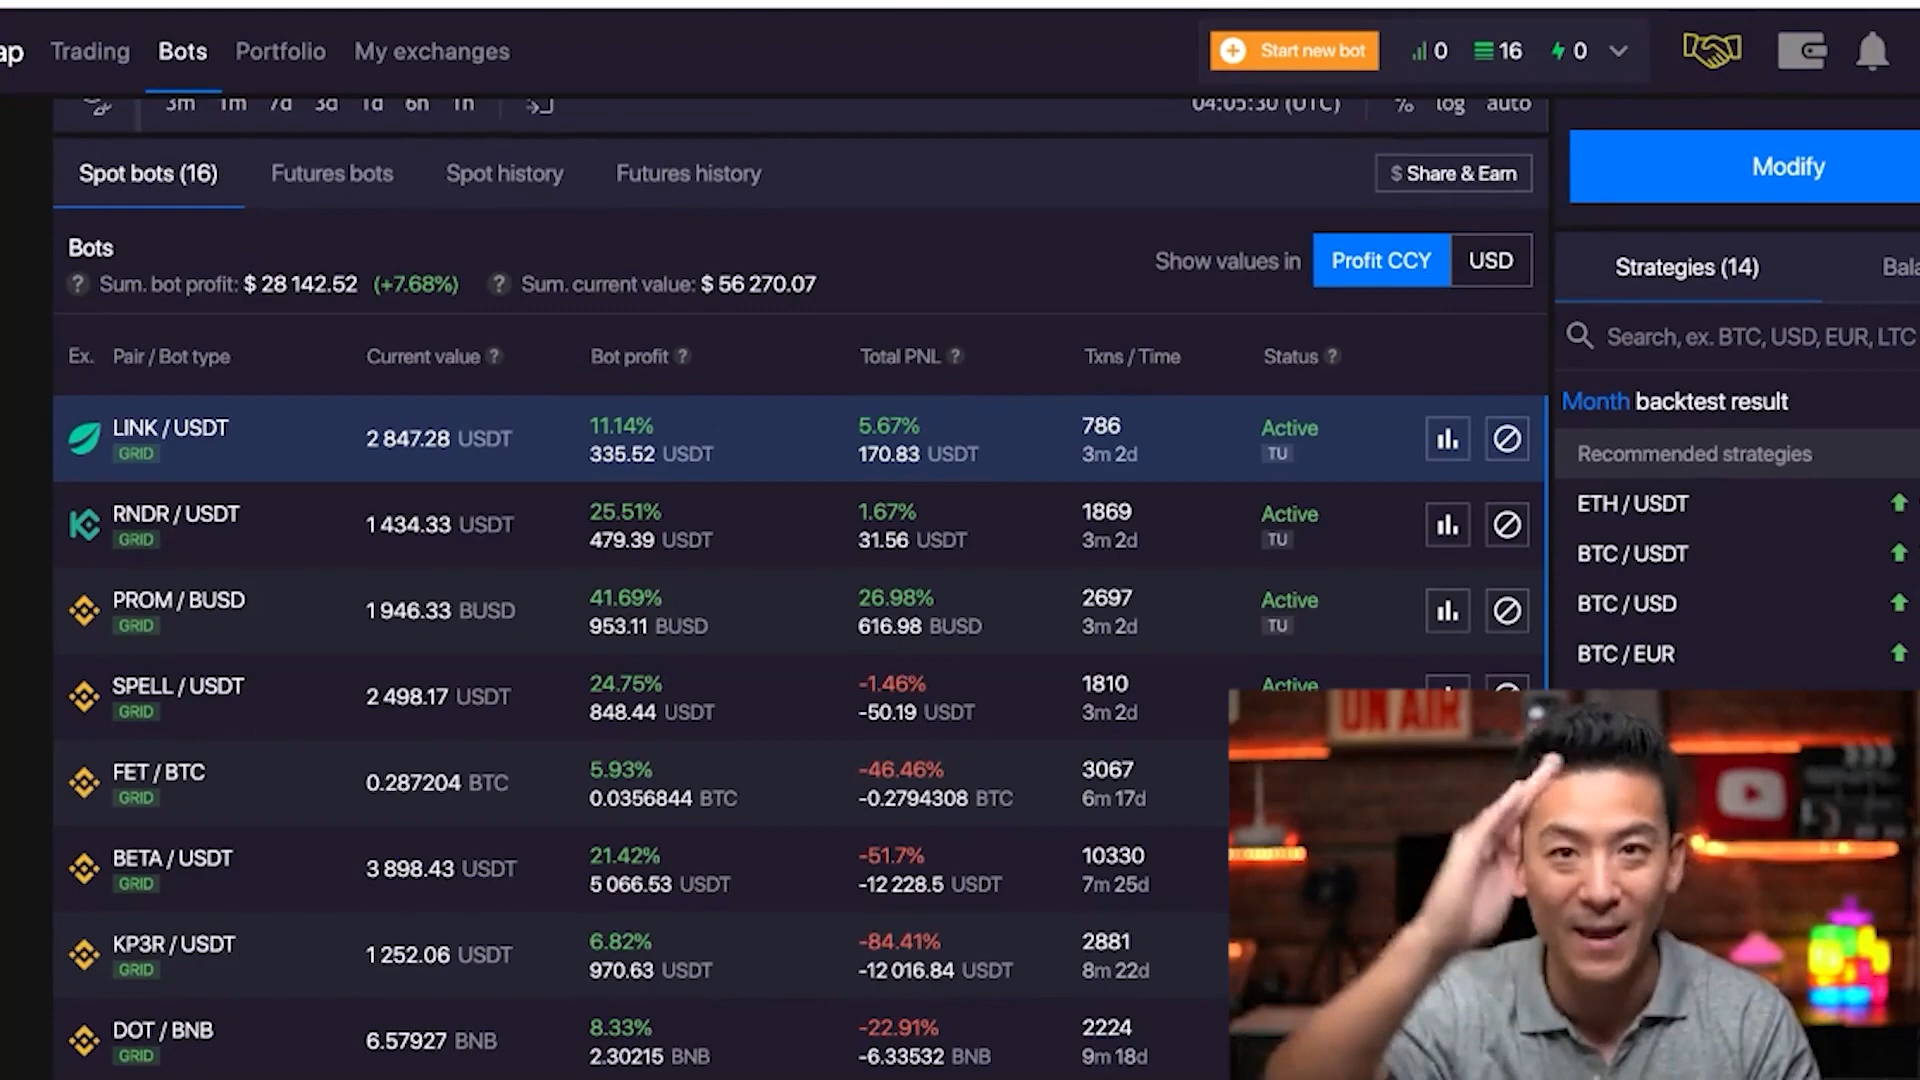 ap Trading Bots Portfolio My exchanges Start new bot 0 16 0
3m 1m 7d 3d 1d 6h 1h 04:05:30 (UTC) % log auto
Spot bots (16) Futures bots Spot history Futures history $ Share & Earn
Modify
Bots
? Sum. bot profit: $ 28 142.52 (+7.68%) ? Sum. current value: $ 56 270.07
Show values in Profit CCY USD
Strategies (14) Bala
Search, ex. BTC, USD, EUR, LTC
Ex. Pair / Bot type Current value ? Bot profit ? Total PNL ? Txns / Time Status ?
Month backtest result
Recommended strategies
ETH / USDT
BTC / USDT
BTC / USD
BTC / EUR
LINK / USDT 11.14% 5.67% 786 Active
GRID 2 847.28 USDT 335.52 USDT 170.83 USDT 3m 2d TU
RNDR / USDT 25.51% 1.67% 1869 Active
GRID 1 434.33 USDT 479.39 USDT 31.56 USDT 3m 2d TU
PROM / BUSD 41.69% 26.98% 2697 Active
GRID 1 946.33 BUSD 953.11 BUSD 616.98 BUSD 3m 2d TU
SPELL / USDT 24.75% -1.46% 1810 Active
GRID 2 498.17 USDT 848.44 USDT -50.19 USDT 3m 2d
FET / BTC 5.93% -46.46% 3067
GRID 0.287204 BTC 0.0356844 BTC -0.2794308 BTC 6m 17d
BETA / USDT 21.42% -51.7% 10330
GRID 3 898.43 USDT 5 066.53 USDT -12 228.5 USDT 7m 25d
KP3R / USDT 6.82% -84.41% 2881
GRID 1 252.06 USDT 970.63 USDT -12 016.84 USDT 8m 22d
DOT / BNB 8.33% -22.91% 2224
GRID 6.57927 BNB 2.30215 BNB -6.33532 BNB 9m 18d
ON AIR